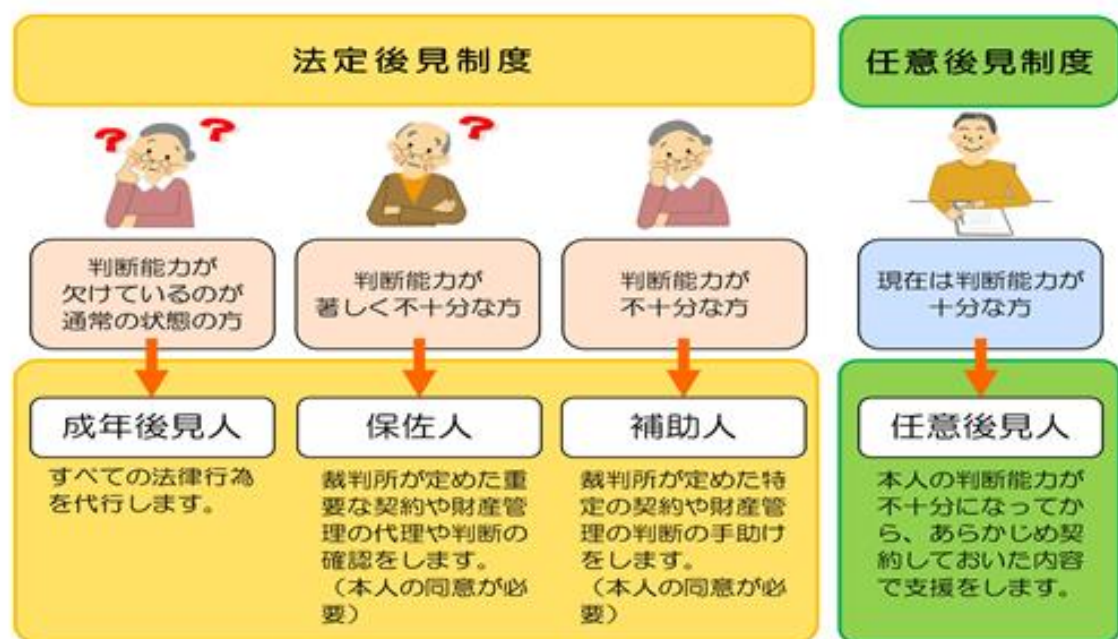 法定後見制度
任意後見制度
? ?
?
判断能力が
欠けているのが
通常の状態の方
判断能力が
著しく不十分な方
判断能力が
不十分な方
現在は判断能力が
十分な方
成年後見人
保佐人
補助人
任意後見人
すべての法律行為
を代行します。
裁判所が定めた重
要な契約や財産管
理の代理や判断の
確認をします。
（本人の同意が必
要）
裁判所が定めた特
定の契約や財産管
理の判断の手助け
をします。
（本人の同意が必
要）
本人の判断能力が
不十分になってか
ら、あらかじめ契
約しておいた内容
で支援をします。